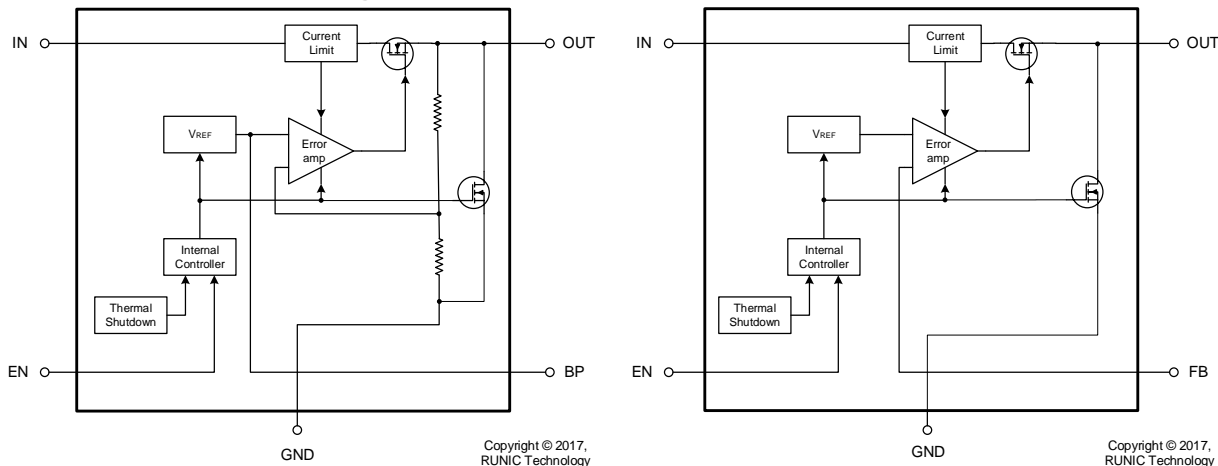 IN
Current
Limit
OUT
VREF
Error
amp
Internal
Controller
Thermal
Shutdown
EN
BP
GND
Copyright © 2017,
RUNIC Technology
IN
Current
Limit
OUT
VREF
Error
amp
Internal
Controller
Thermal
Shutdown
EN
FB
GND
Copyright © 2017,
RUNIC Technology